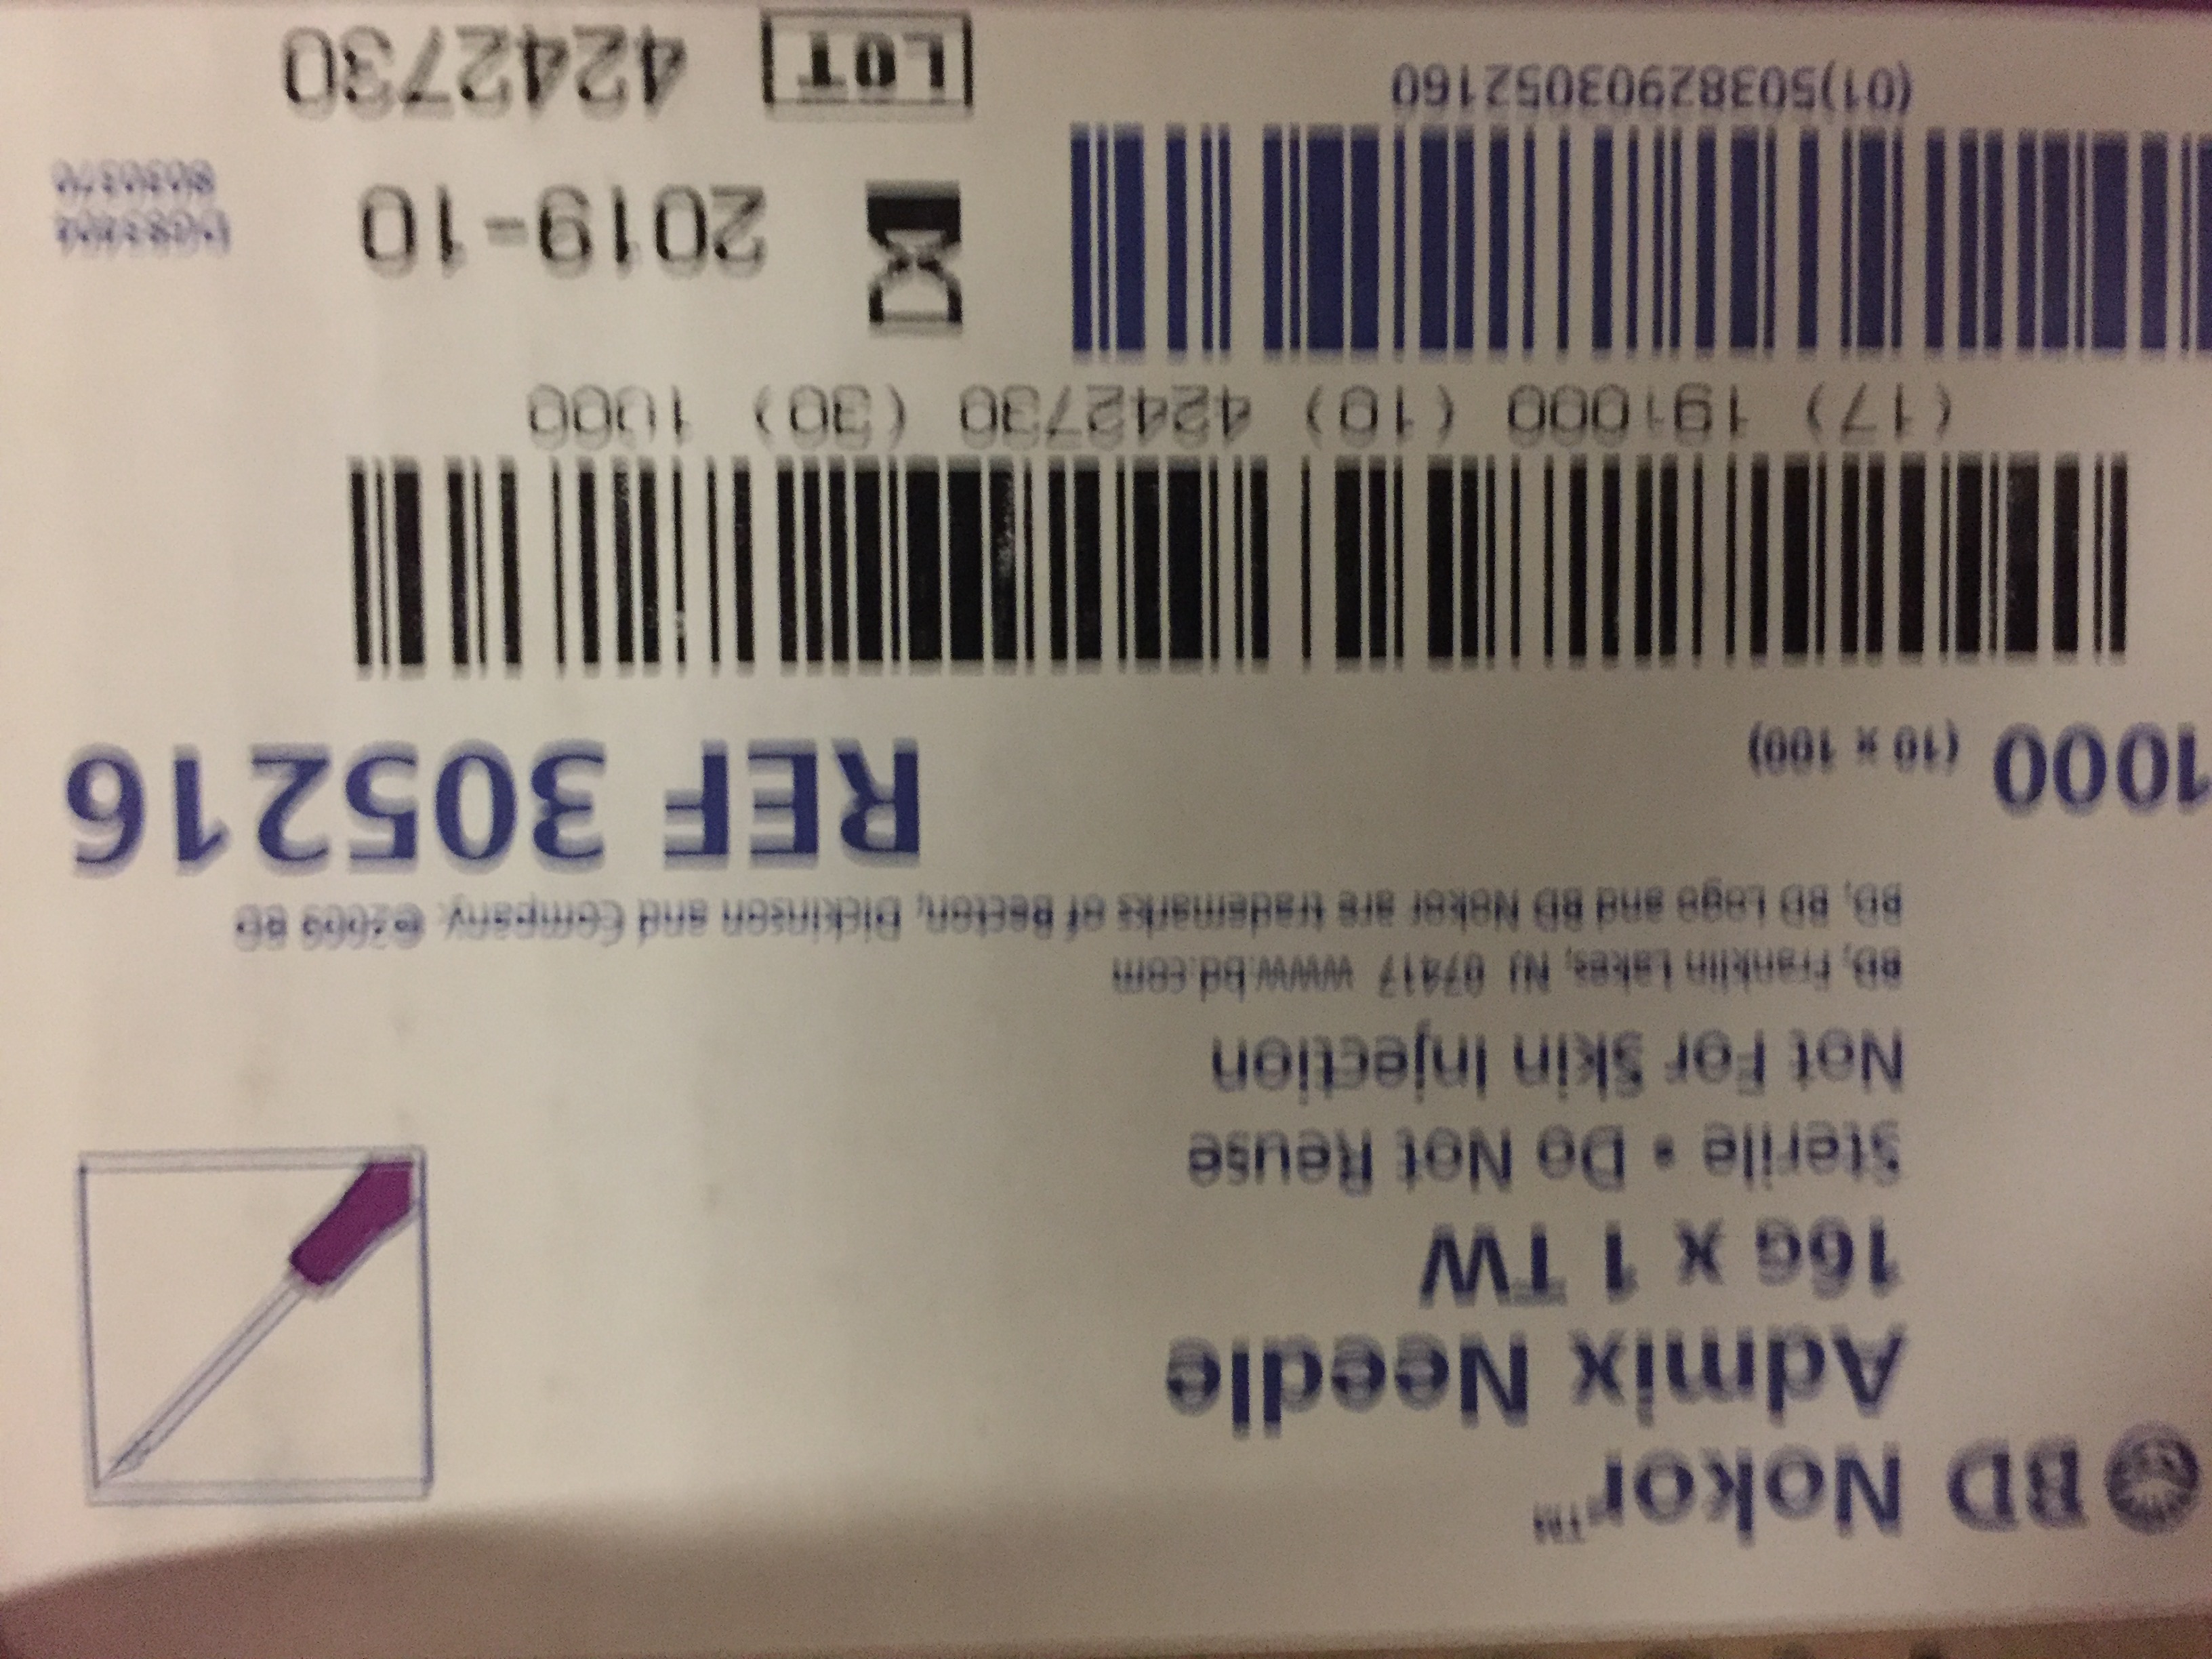 BD Nokor™
Admix Needle
16G x 1 TW
Sterile • Do Not Reuse
Not For Skin Injection
BD, Franklin Lakes, NJ 07417 www.bd.com
BD, BD Logo and BD Nokor are trademarks of Becton, Dickinson and Company. ©2009 BD
1000 (10 x 100)
REF 305216
(17) 191000 (10) 4242730 (30) 1000
2019-10
(01)50382903052160
LOT 4242730